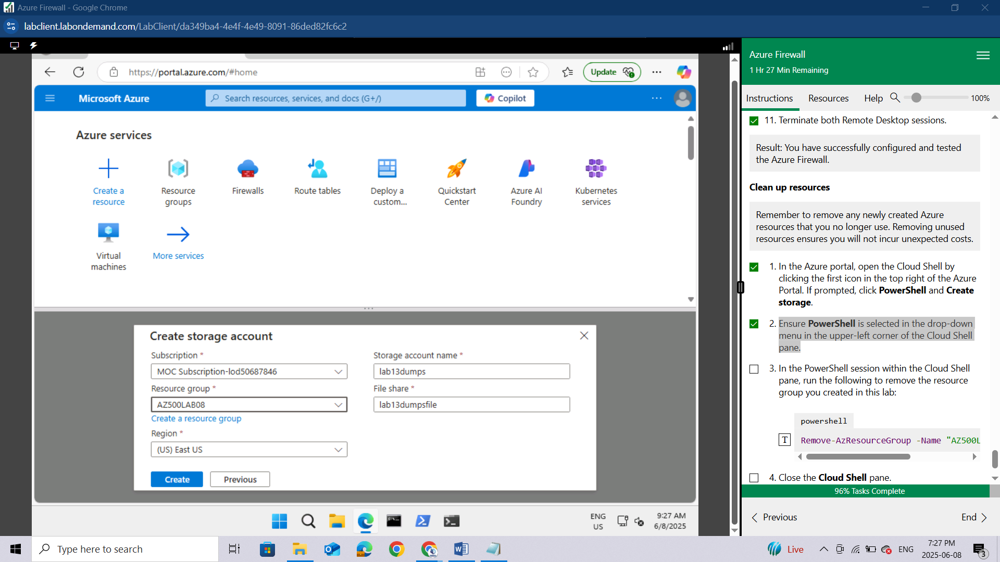 Azure Firewall - Google Chrome
labclient.labondemand.com/LabClient/da349ba4-4e4f-4e49-8091-86ded82fc6c2
https://portal.azure.com/#home
Update
Microsoft Azure
Search resources, services, and docs (G+/)
Copilot
Azure services
Create a
resource
Resource
groups
Firewalls
Route tables
Deploy a
custom...
Quickstart
Center
Azure AI
Foundry
Kubernetes
services
Virtual
machines
More services
Create storage account
Subscription *
MOC Subscription-lod50687846
Storage account name *
lab13dumps
Resource group *
AZ500LAB08
Create a resource group
File share *
lab13dumpsfile
Region *
(US) East US
Create
Previous
ENG
US
9:27 AM
6/8/2025
Azure Firewall
1 Hr 27 Min Remaining
Instructions
Resources
Help
100%
11. Terminate both Remote Desktop sessions.
Result: You have successfully configured and tested
the Azure Firewall.
Clean up resources
Remember to remove any newly created Azure
resources that you no longer use. Removing unused
resources ensures you will not incur unexpected costs.
1. In the Azure portal, open the Cloud Shell by
clicking the first icon in the top right of the Azure
Portal. If prompted, click PowerShell and Create
storage.
2. Ensure PowerShell is selected in the drop-down
menu in the upper-left corner of the Cloud Shell
pane.
3. In the PowerShell session within the Cloud Shell
pane, run the following to remove the resource
group you created in this lab:
powershell
T
Remove-AzResourceGroup -Name "AZ500L
4. Close the Cloud Shell pane.
96% Tasks Complete
Previous
End
Type here to search
Live
ENG
7:27 PM
2025-06-08
3